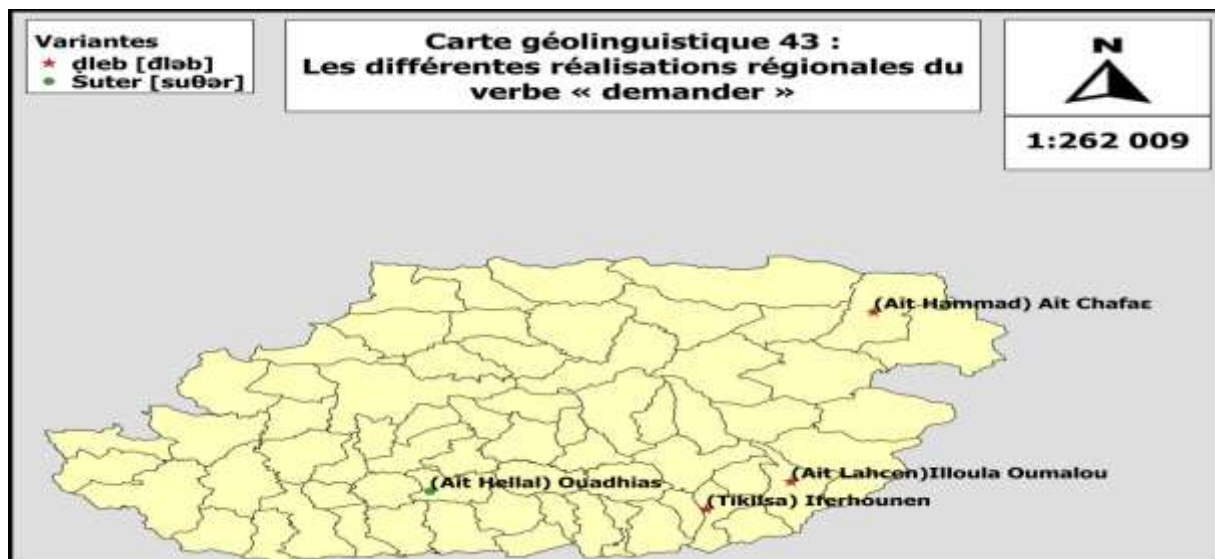 Variantes
ḍleb [đləb]
Suter [suθər]
Carte géolinguistique 43 :
Les différentes réalisations régionales du
verbe « demander »
N
1:262 009
(Ait Hammad) Ait Chafaɛ
(Ait Lahcen)Illoula Oumalou
(Ait Hellal) Ouadhias
(Tikilsa) Iferhounen